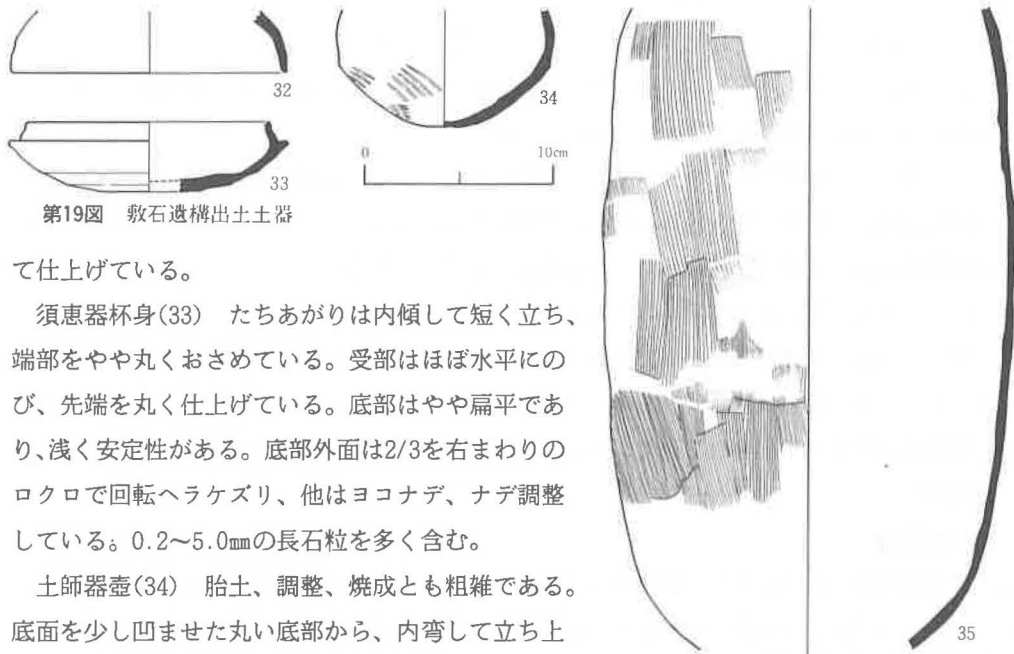 32
33
34
0 10cm
35
第19図 敷石遺構出土土器
て仕上げている。
須恵器杯身(33) たちあがりは内傾して短く立ち、
端部をやや丸くおさめている。受部はほぼ水平にの
び、先端を丸く仕上げている。底部はやや扁平であ
り、浅く安定性がある。底部外面は2/3を右まわりの
ロクロで回転ヘラケズリ、他はヨコナデ、ナデ調整
している。0.2〜5.0㎜の長石粒を多く含む。
土師器壺(34) 胎土、調整、焼成とも粗雑である。
底面を少し凹ませた丸い底部から、内弯して立ち上